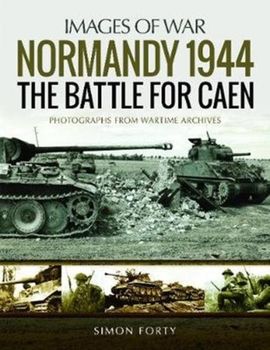 IMAGES OF WAR
NORMANDY 1944
THE BATTLE FOR CAEN
PHOTOGRAPHS FROM WARTIME ARCHIVES
SIMON FORTY